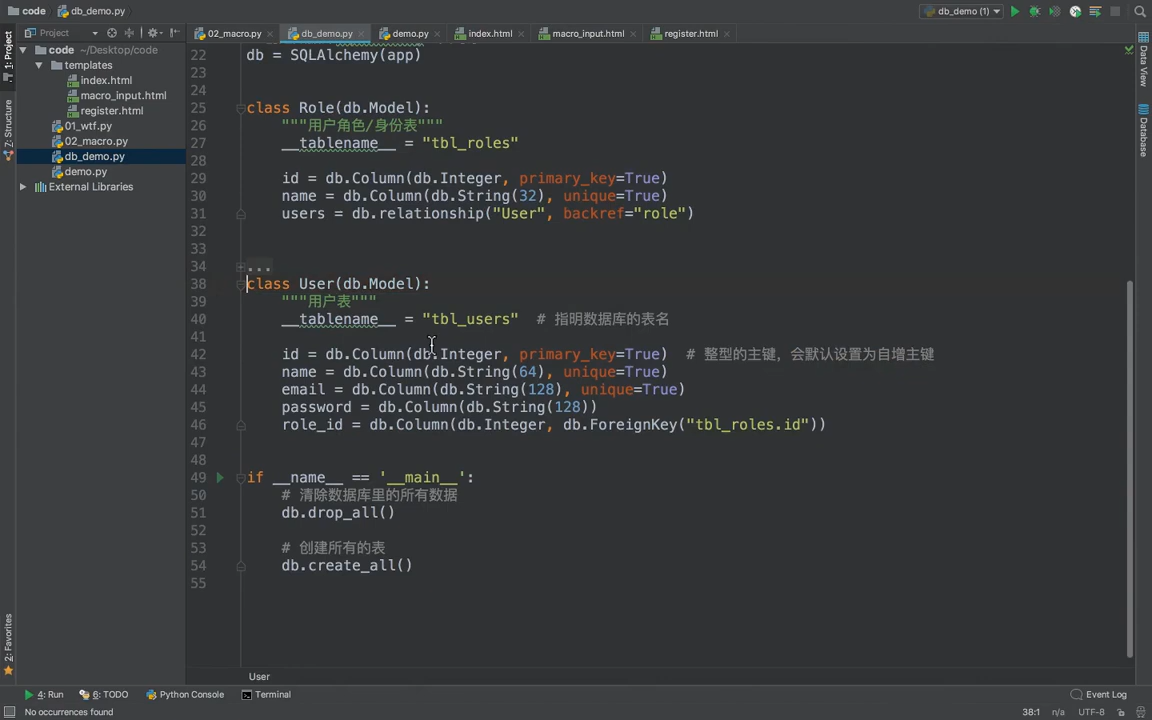 code
db_demo.py
db_demo (1)
1: Project
Z: Structure
2: Favorites
Data View
Database
Project
02_macro.py
db_demo.py
demo.py
index.html
macro_input.html
register.html
code ~/Desktop/code
templates
index.html
macro_input.html
register.html
01_wtf.py
02_macro.py
db_demo.py
demo.py
External Libraries
22 db = SQLAlchemy(app)
23
24
25 class Role(db.Model):
26 """用户角色/身份表"""
27 __tablename__ = "tbl_roles"
28
29 id = db.Column(db.Integer, primary_key=True)
30 name = db.Column(db.String(32), unique=True)
31 users = db.relationship("User", backref="role")
32
33
34 ...
38 class User(db.Model):
39 """用户表"""
40 __tablename__ = "tbl_users" # 指明数据库的表名
41
42 id = db.Column(db.Integer, primary_key=True) # 整型的主键，会默认设置为自增主键
43 name = db.Column(db.String(64), unique=True)
44 email = db.Column(db.String(128), unique=True)
45 password = db.Column(db.String(128))
46 role_id = db.Column(db.Integer, db.ForeignKey("tbl_roles.id"))
47
48
49 if __name__ == '__main__':
50 # 清除数据库里的所有数据
51 db.drop_all()
52
53 # 创建所有的表
54 db.create_all()
55
User
4: Run
6: TODO
Python Console
Terminal
Event Log
No occurrences found
38:1
n/a
UTF-8